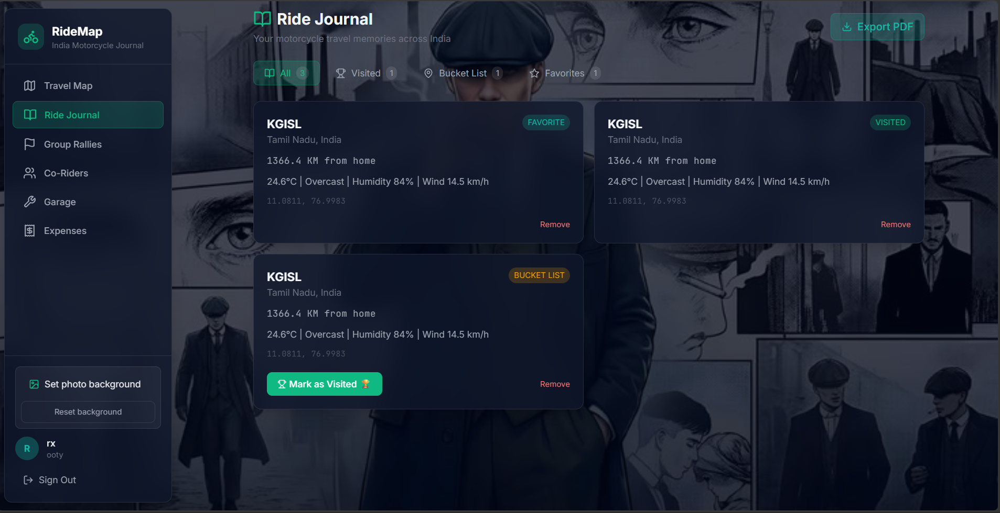 RideMap
India Motorcycle Journal
Travel Map
Ride Journal
Group Rallies
Co-Riders
Garage
Expenses
Set photo background
Reset background
R
rx
ooty
Sign Out
Ride Journal
Your motorcycle travel memories across India
Export PDF
All 3 Visited 1 Bucket List 1 Favorites 1
KGISL FAVORITE
Tamil Nadu, India
1366.4 KM from home
24.6°C | Overcast | Humidity 84% | Wind 14.5 km/h
11.0811, 76.9983
Remove
KGISL VISITED
Tamil Nadu, India
1366.4 KM from home
24.6°C | Overcast | Humidity 84% | Wind 14.5 km/h
11.0811, 76.9983
Remove
KGISL BUCKET LIST
Tamil Nadu, India
1366.4 KM from home
24.6°C | Overcast | Humidity 84% | Wind 14.5 km/h
11.0811, 76.9983
Mark as Visited 🏆 Remove